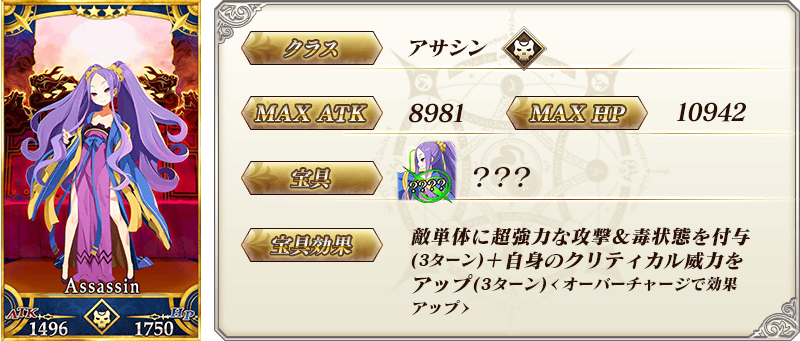 Assassin
ATK
1496
HP
1750
クラス
アサシン
MAX ATK
8981
MAX HP
10942
宝具
????
???
宝具効果
敵単体に超強力な攻撃&毒状態を付与
(3ターン)+自身のクリティカル威力を
アップ(3ターン)<オーバーチャージで効果
アップ>